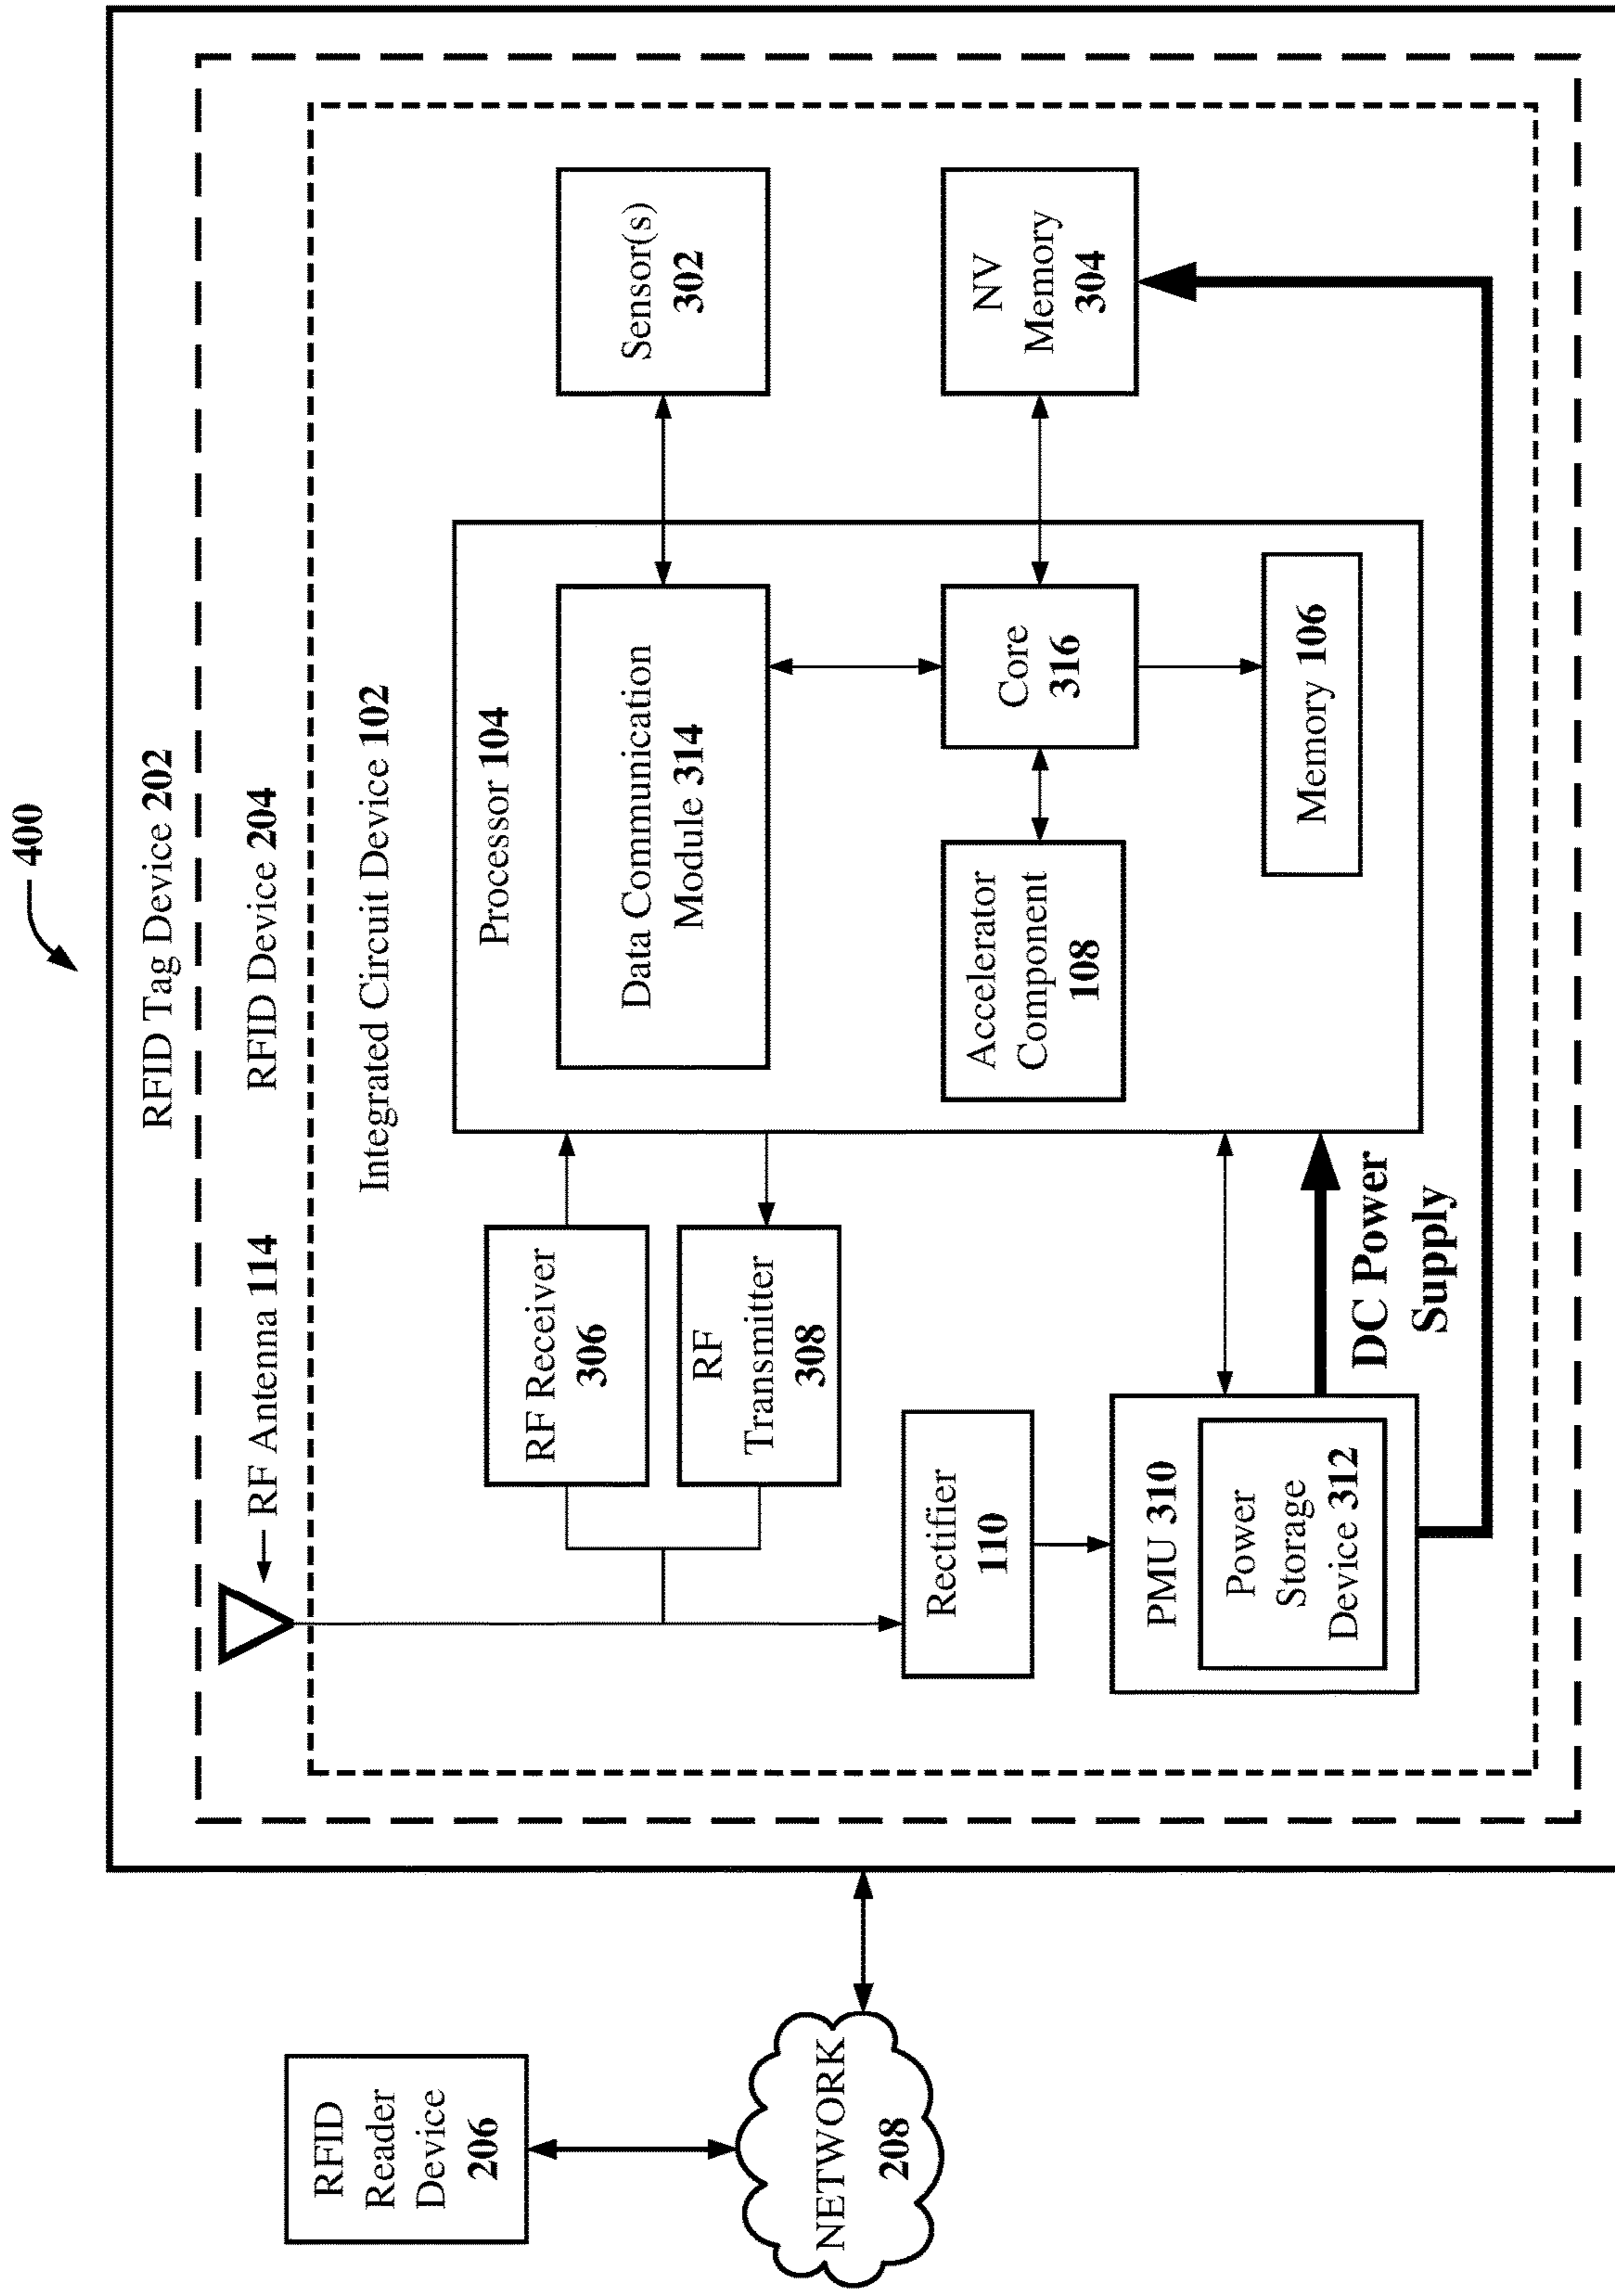 400
RFID Tag Device 202
RFID Device 204
RF Antenna 114
Integrated Circuit Device 102
RFID
Reader
Device
206
NETWORK
208
RF Receiver
306
RF
Transmitter
308
Rectifier
110
PMU 310
Power
Storage
Device 312
DC Power
Supply
Processor 104
Data Communication
Module 314
Accelerator
Component
108
Core
316
Memory 106
Sensor(s)
302
NV
Memory
304